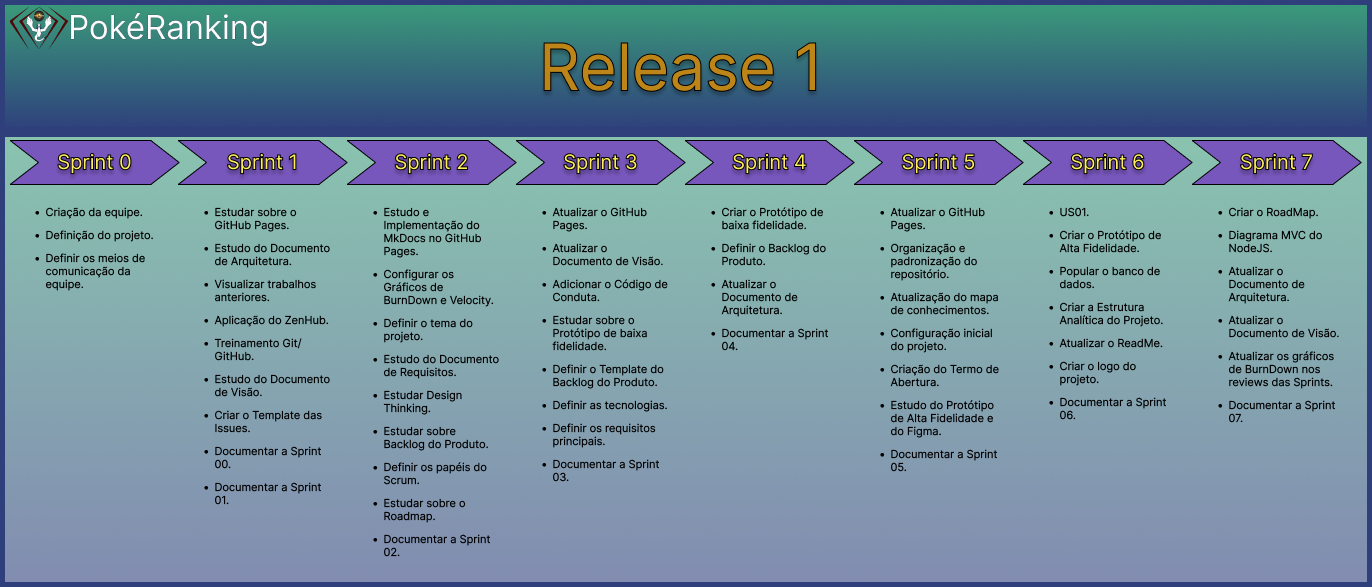 PokéRanking
Release 1
Sprint 0
Sprint 1
Sprint 2
Sprint 3
Sprint 4
Sprint 5
Sprint 6
Sprint 7
• Criação da equipe.
• Definição do projeto.
• Definir os meios de
comunicação da
equipe.
• Estudar sobre o
GitHub Pages.
• Estudo do Documento
de Arquitetura.
• Visualizar trabalhos
anteriores.
• Aplicação do ZenHub.
• Treinamento Git/
GitHub.
• Estudo do Documento
de Visão.
• Criar o Template das
Issues.
• Documentar a Sprint
00.
• Documentar a Sprint
01.
• Estudo e
Implementação do
MkDocs no GitHub
Pages.
• Configurar os
Gráficos de
BurnDown e Velocity.
• Definir o tema do
projeto.
• Estudo do Documento
de Requisitos.
• Estudar Design
Thinking.
• Estudar sobre
Backlog do Produto.
• Definir os papéis do
Scrum.
• Estudar sobre o
Roadmap.
• Documentar a Sprint
02.
• Atualizar o GitHub
Pages.
• Atualizar o
Documento de Visão.
• Adicionar o Código de
Conduta.
• Estudar sobre o
Protótipo de baixa
fidelidade.
• Definir o Template do
Backlog do Produto.
• Definir as tecnologias.
• Definir os requisitos
principais.
• Documentar a Sprint
03.
• Criar o Protótipo de
baixa fidelidade.
• Definir o Backlog do
Produto.
• Atualizar o
Documento de
Arquitetura.
• Documentar a Sprint
04.
• Atualizar o GitHub
Pages.
• Organização e
padronização do
repositório.
• Atualização do mapa
de conhecimentos.
• Configuração inicial
do projeto.
• Criação do Termo de
Abertura.
• Estudo do Protótipo
de Alta Fidelidade e
do Figma.
• Documentar a Sprint
05.
• US01.
• Criar o Protótipo de
Alta Fidelidade.
• Popular o banco de
dados.
• Criar a Estrutura
Analítica do Projeto.
• Atualizar o ReadMe.
• Criar o logo do
projeto.
• Documentar a Sprint
06.
• Criar o RoadMap.
• Diagrama MVC do
NodeJS.
• Atualizar o
Documento de
Arquitetura.
• Atualizar o
Documento de Visão.
• Atualizar os gráficos
de BurnDown nos
reviews das Sprints.
• Documentar a Sprint
07.